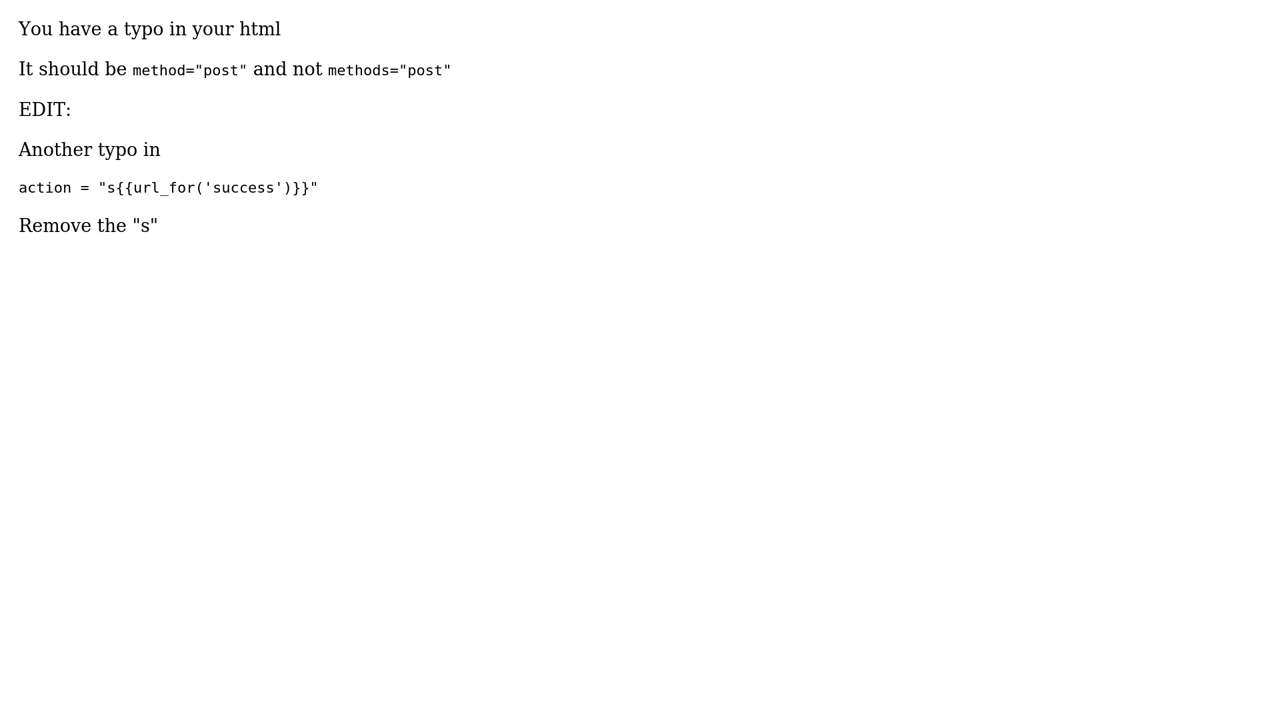 You have a typo in your html
It should be method="post" and not methods="post"
EDIT:
Another typo in
action = "s{{url_for('success')}}"
Remove the "s"